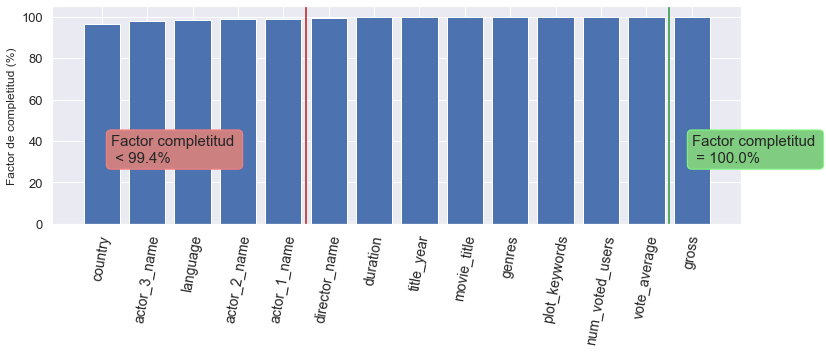 Factor de completitud (%)
100
80
60
40
20
0
Factor completitud
< 99.4%
Factor completitud
= 100.0%
country
actor_3_name
language
actor_2_name
actor_1_name
director_name
duration
title_year
movie_title
genres
plot_keywords
num_voted_users
vote_average
gross